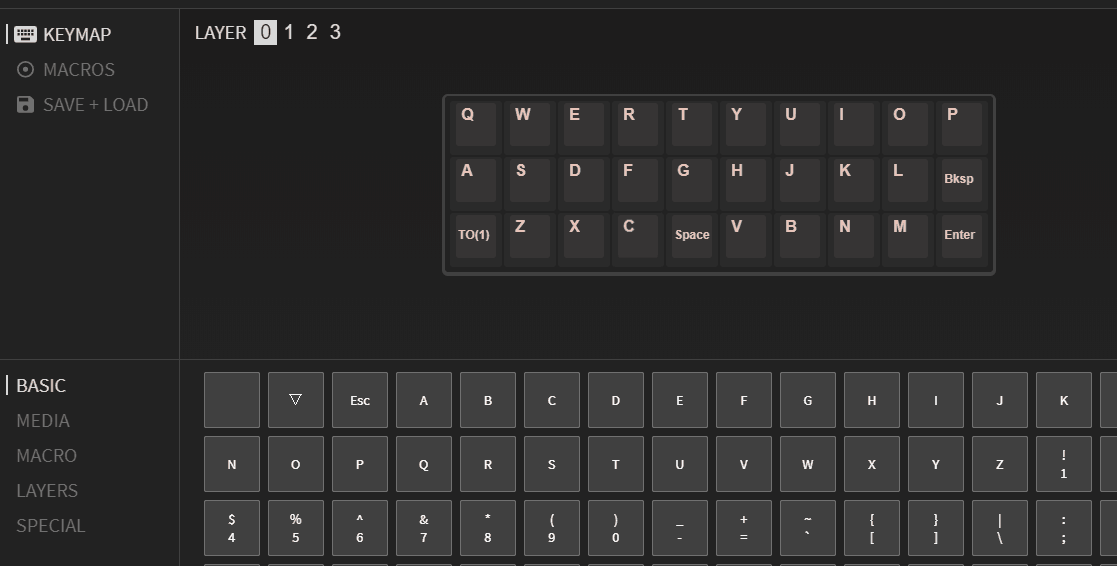 KEYMAP
MACROS
SAVE + LOAD
LAYER 0 1 2 3
Q W E R T Y U I O P
A S D F G H J K L Bksp
TO(1) Z X C Space V B N M Enter
BASIC
MEDIA
MACRO
LAYERS
SPECIAL
▽ Esc A B C D E F G H I J K
N O P Q R S T U V W X Y Z ! 1
$ % ^ & * ( ) _ + ~ { } | :
4 5 6 7 8 9 0 - = ` [ ] \ ;